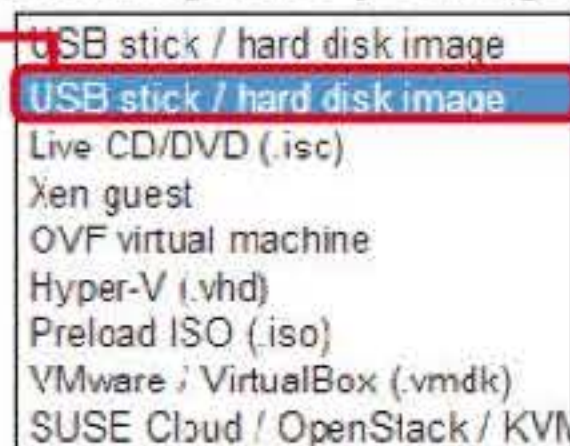 USB stick / hard disk image
USB stick / hard disk image
Live CD/DVD (.iso)
Xen guest
OVF virtual machine
Hyper-V (.vhd)
Preload ISO (.iso)
VMware / VirtualBox (.vmdk)
SUSE Cloud / OpenStack / KVM